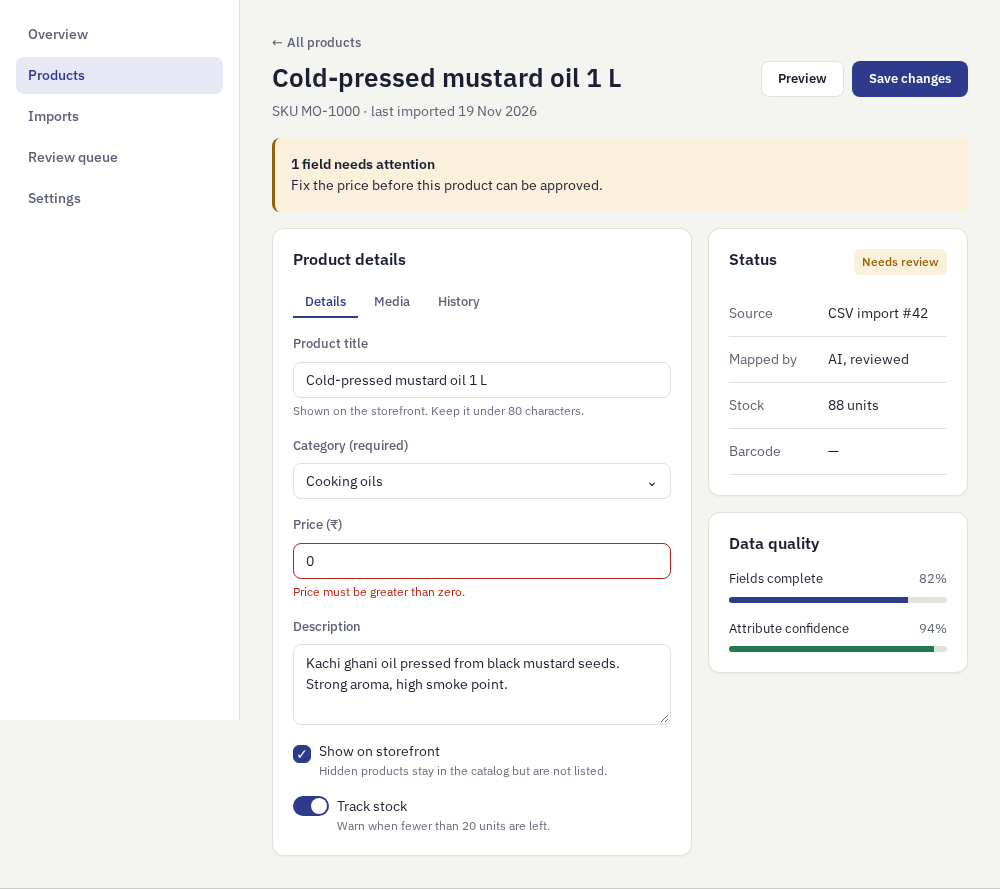 Overview
Products
Imports
Review queue
Settings
← All products
Cold-pressed mustard oil 1 L
SKU MO-1000 · last imported 19 Nov 2026
Preview
Save changes
1 field needs attention
Fix the price before this product can be approved.
Product details
Details
Media
History
Product title
Cold-pressed mustard oil 1 L
Shown on the storefront. Keep it under 80 characters.
Category (required)
Cooking oils
Price (₹)
0
Price must be greater than zero.
Description
Kachi ghani oil pressed from black mustard seeds.
Strong aroma, high smoke point.
Show on storefront
Hidden products stay in the catalog but are not listed.
Track stock
Warn when fewer than 20 units are left.
Status
Needs review
Source
CSV import #42
Mapped by
AI, reviewed
Stock
88 units
Barcode
—
Data quality
Fields complete
82%
Attribute confidence
94%